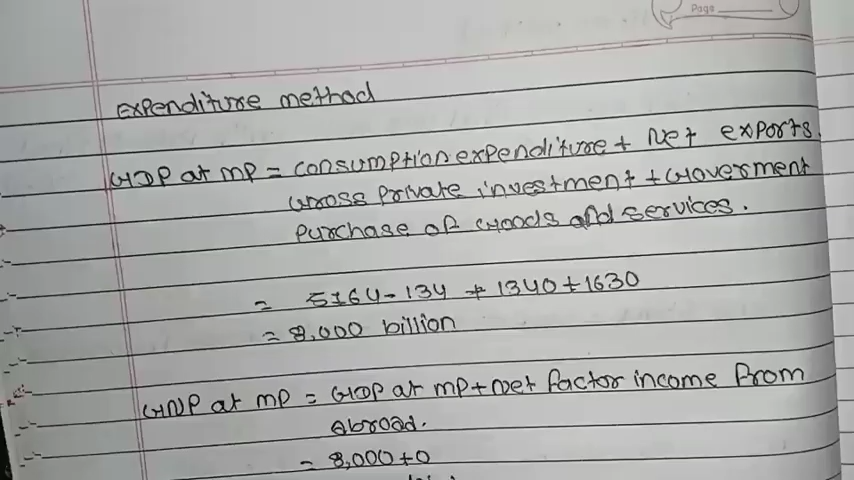 Page
Expenditure method
GDP at mp = consumption expenditure + Net exports
Gross private investment + Goverment
purchase of Goods and services.
= 5164 - 134 + 1340 + 1630
= 8,000 billion
GNP at mp = GDP at mp + Net factor income from
abroad.
= 8,000 + 0